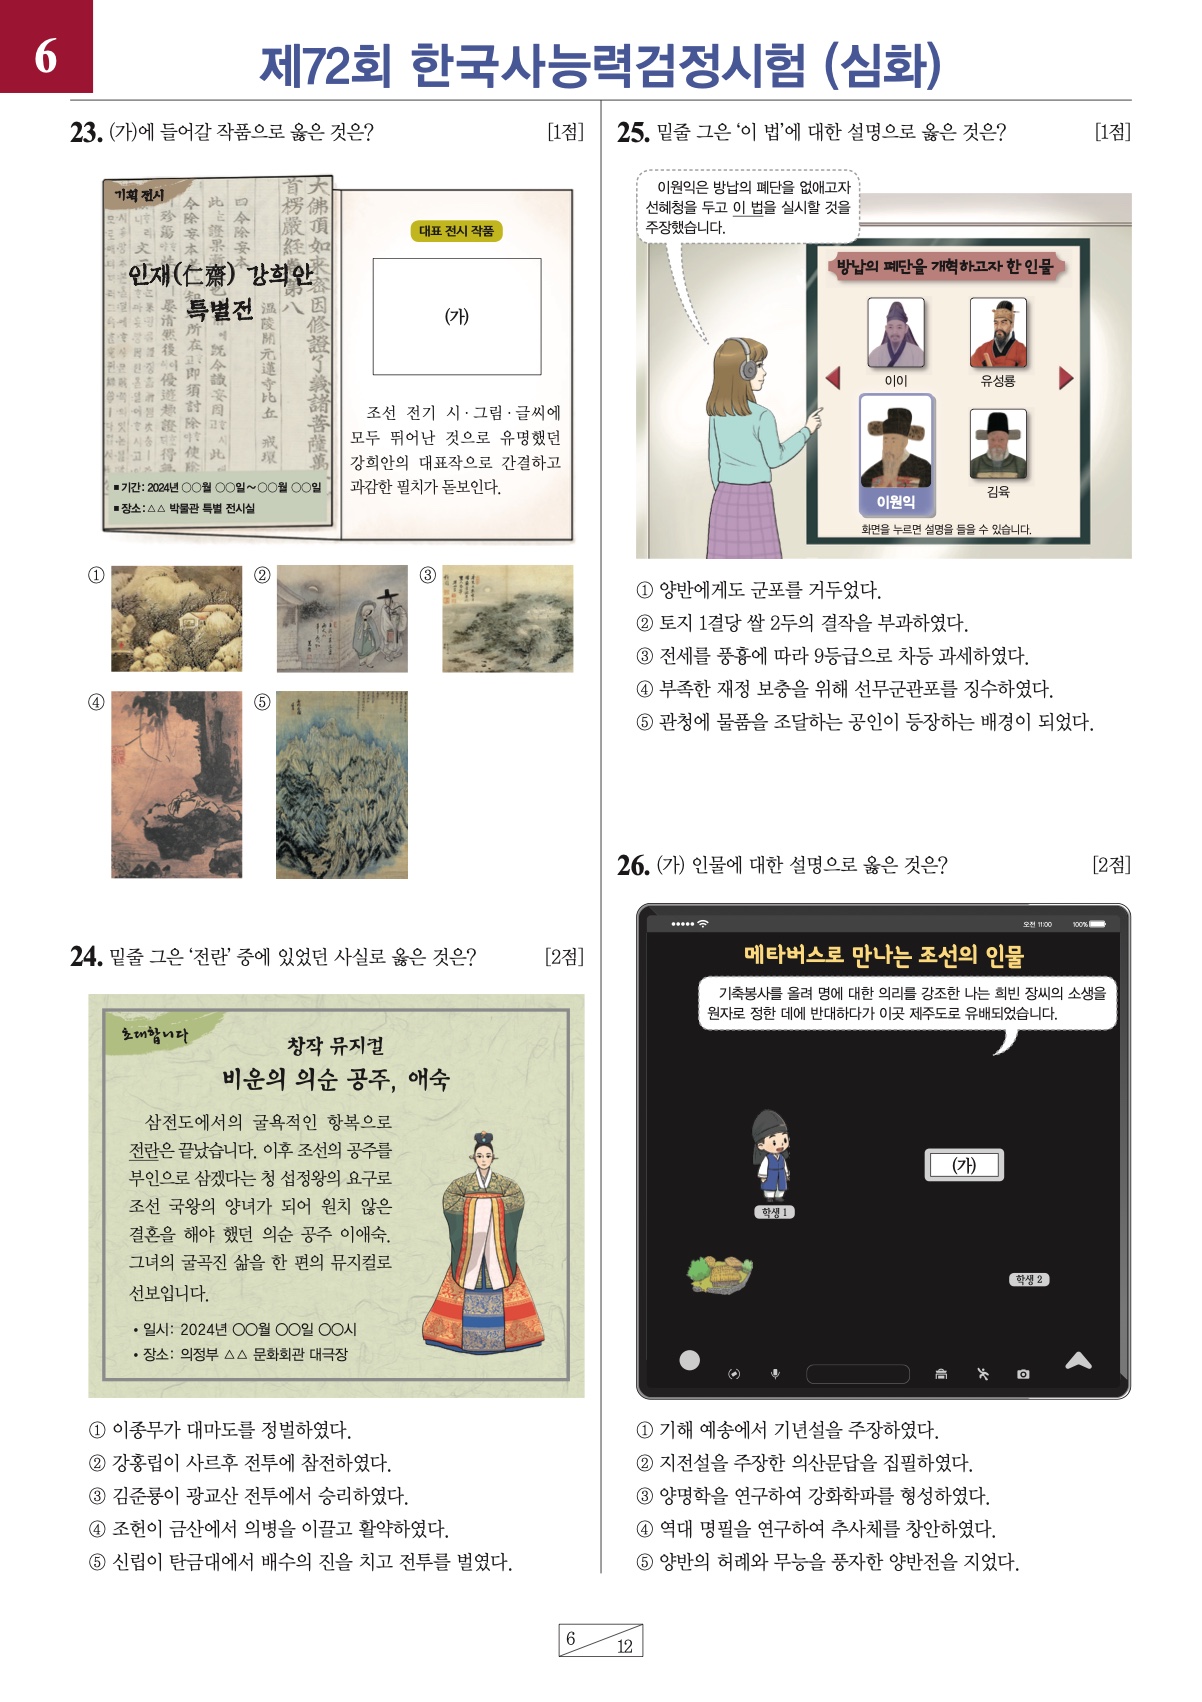 6
제72회 한국사능력검정시험 (심화)
23. (가)에 들어갈 작품으로 옳은 것은? [1점]
기획 전시
인재(仁齋) 강희안
특별전
■ 기간: 2024년 ○○월 ○○일~○○월 ○○일
■ 장소: △△ 박물관 특별 전시실
대표 전시 작품
(가)
조선 전기 시·그림·글씨에
모두 뛰어난 것으로 유명했던
강희안의 대표작으로 간결하고
과감한 필치가 돋보인다.
①
②
③
④
⑤
24. 밑줄 그은 ‘전란’ 중에 있었던 사실로 옳은 것은? [2점]
초대합니다
창작 뮤지컬
비운의 의순 공주, 애숙
삼전도에서의 굴욕적인 항복으로
전란은 끝났습니다. 이후 조선의 공주를
부인으로 삼겠다는 청 섭정왕의 요구로
조선 국왕의 양녀가 되어 원치 않은
결혼을 해야 했던 의순 공주 이애숙.
그녀의 굴곡진 삶을 한 편의 뮤지컬로
선보입니다.
• 일시: 2024년 ○○월 ○○일 ○○시
• 장소: 의정부 △△ 문화회관 대극장
① 이종무가 대마도를 정벌하였다.
② 강홍립이 사르후 전투에 참전하였다.
③ 김준룡이 광교산 전투에서 승리하였다.
④ 조헌이 금산에서 의병을 이끌고 활약하였다.
⑤ 신립이 탄금대에서 배수의 진을 치고 전투를 벌였다.
25. 밑줄 그은 ‘이 법’에 대한 설명으로 옳은 것은? [1점]
이원익은 방납의 폐단을 없애고자
선혜청을 두고 이 법을 실시할 것을
주장했습니다.
방납의 폐단을 개혁하고자 한 인물
이이
유성룡
이원익
김육
화면을 누르면 설명을 들을 수 있습니다.
① 양반에게도 군포를 거두었다.
② 토지 1결당 쌀 2두의 결작을 부과하였다.
③ 전세를 풍흉에 따라 9등급으로 차등 과세하였다.
④ 부족한 재정 보충을 위해 선무군관포를 징수하였다.
⑤ 관청에 물품을 조달하는 공인이 등장하는 배경이 되었다.
26. (가) 인물에 대한 설명으로 옳은 것은? [2점]
오전 11:00 100%
메타버스로 만나는 조선의 인물
기축봉사를 올려 명에 대한 의리를 강조한 나는 희빈 장씨의 소생을
원자로 정한 데에 반대하다가 이곳 제주도로 유배되었습니다.
(가)
학생 1
학생 2
① 기해 예송에서 기년설을 주장하였다.
② 지전설을 주장한 의산문답을 집필하였다.
③ 양명학을 연구하여 강화학파를 형성하였다.
④ 역대 명필을 연구하여 추사체를 창안하였다.
⑤ 양반의 허례와 무능을 풍자한 양반전을 지었다.
6
12